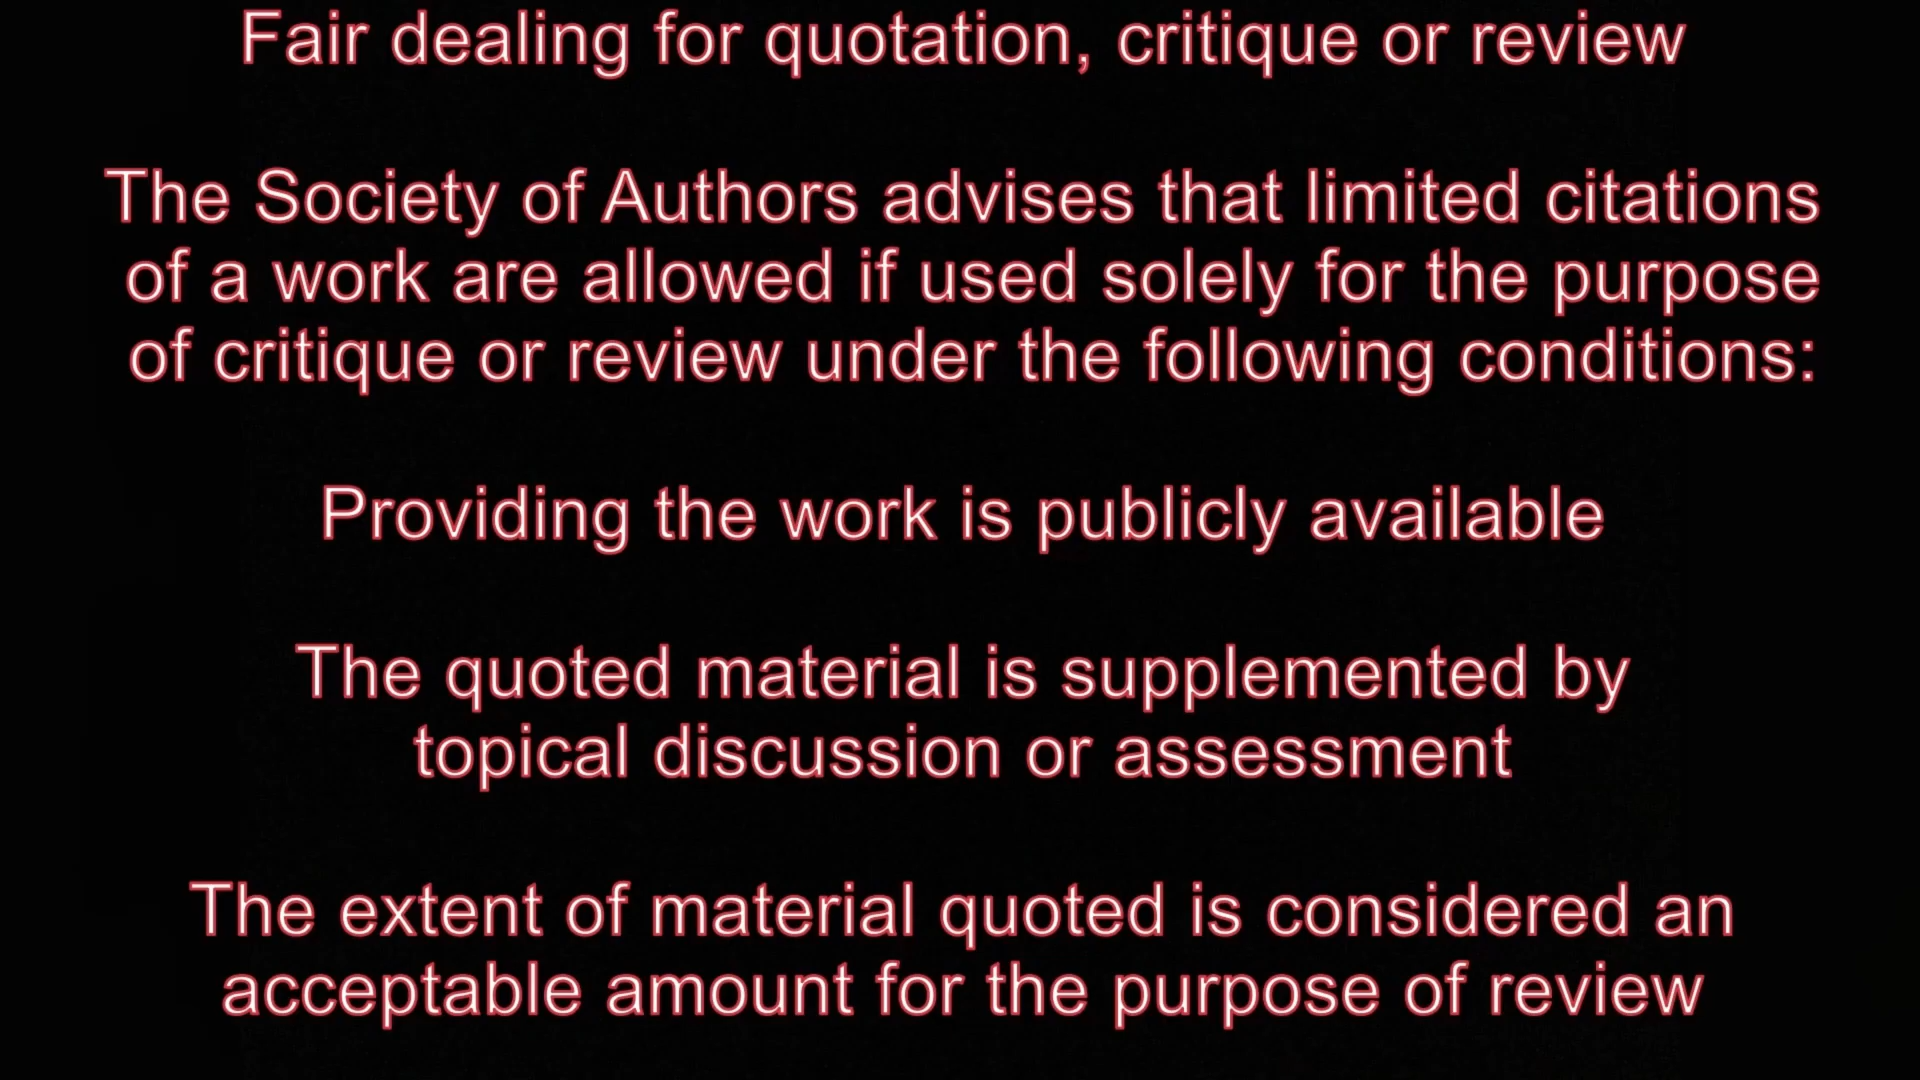 Fair dealing for quotation, critique or review
The Society of Authors advises that limited citations
of a work are allowed if used solely for the purpose
of critique or review under the following conditions:
Providing the work is publicly available
The quoted material is supplemented by
topical discussion or assessment
The extent of material quoted is considered an
acceptable amount for the purpose of review